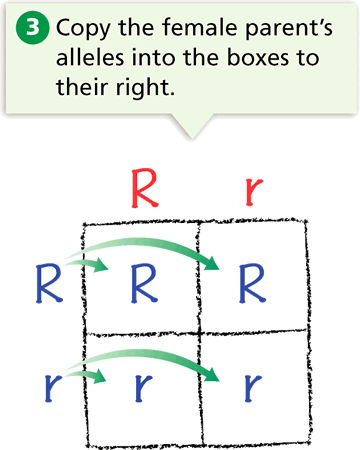 3 Copy the female parent's
alleles into the boxes to
their right.
R r
R R R
r r r